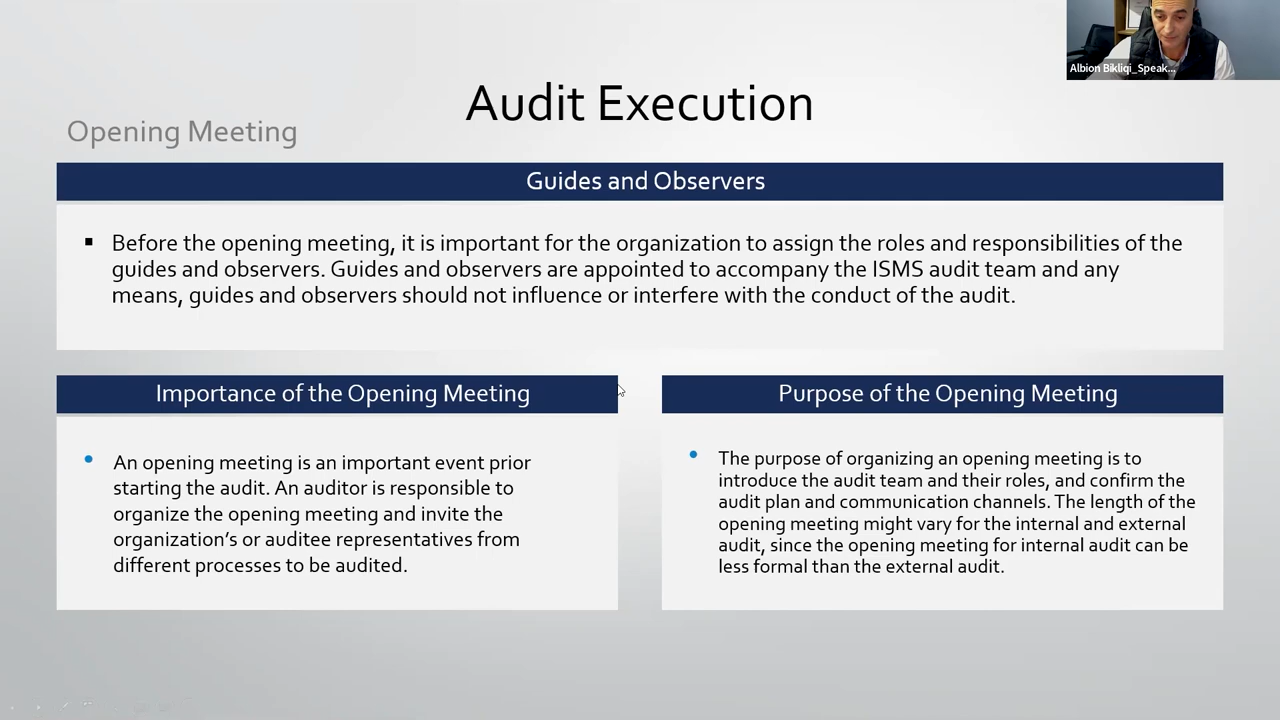 Albion Bikliqi_Speak...
Audit Execution
Opening Meeting
Guides and Observers
▪ Before the opening meeting, it is important for the organization to assign the roles and responsibilities of the
guides and observers. Guides and observers are appointed to accompany the ISMS audit team and any
means, guides and observers should not influence or interfere with the conduct of the audit.
Importance of the Opening Meeting
• An opening meeting is an important event prior
starting the audit. An auditor is responsible to
organize the opening meeting and invite the
organization's or auditee representatives from
different processes to be audited.
Purpose of the Opening Meeting
• The purpose of organizing an opening meeting is to
introduce the audit team and their roles, and confirm the
audit plan and communication channels. The length of the
opening meeting might vary for the internal and external
audit, since the opening meeting for internal audit can be
less formal than the external audit.